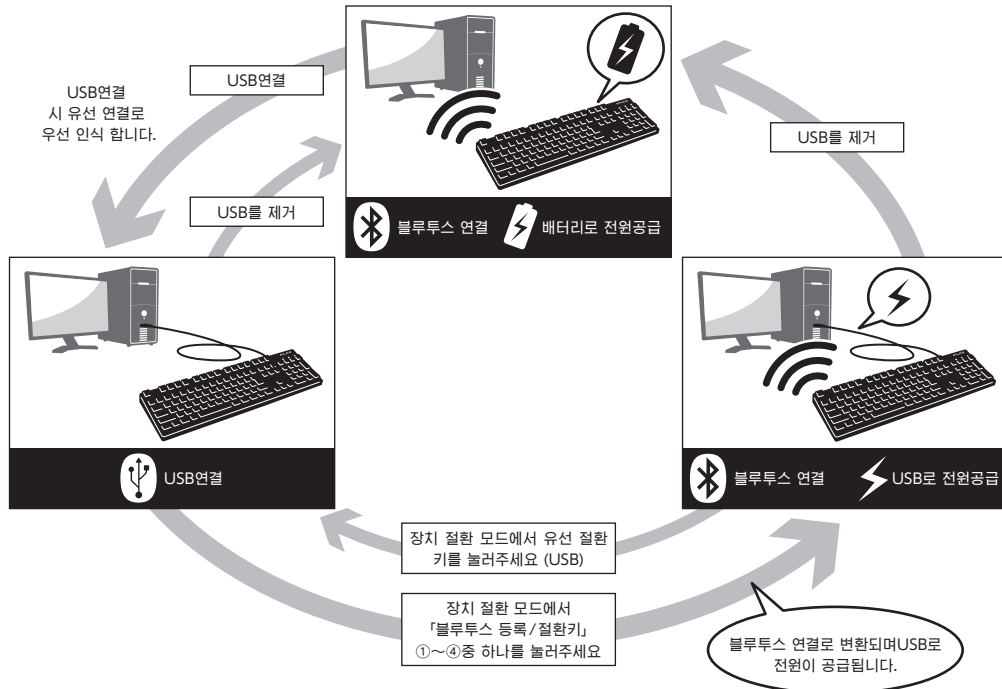 USB연결
시 유선 연결로
우선 인식 합니다.
USB연결
USB를 제거
USB를 제거
블루투스 연결
배터리로 전원공급
USB연결
블루투스 연결
USB로 전원공급
장치 절환 모드에서 유선 절환
키를 눌러주세요 (USB)
장치 절환 모드에서
「블루투스 등록/절환키」
①~④중 하나를 눌러주세요
블루투스 연결로 변환되며USB로
전원이 공급됩니다.